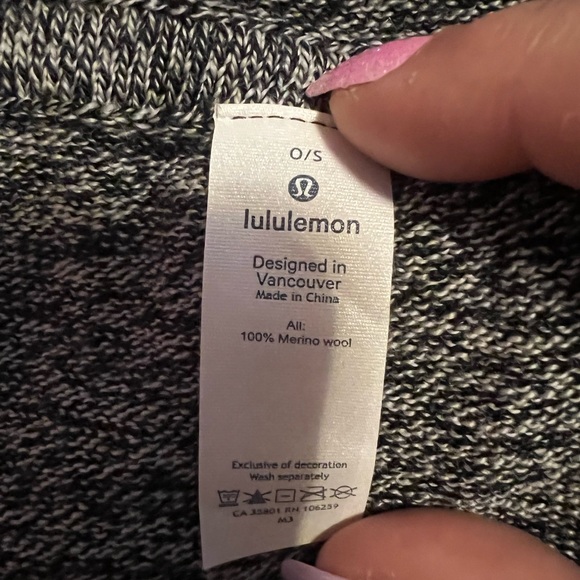 O/S
lululemon
Designed in
Vancouver
Made in China
All:
100% Merino wool
Exclusive of decoration
Wash separately
CA 35801 RN 106259